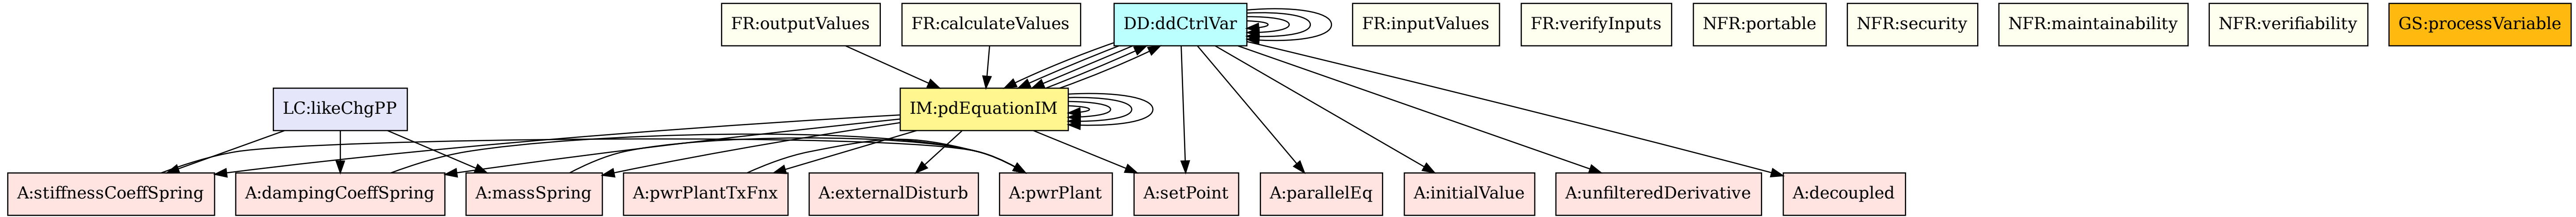 FR:outputValues
FR:calculateValues
DD:ddCtrlVar
FR:inputValues
FR:verifyInputs
NFR:portable
NFR:security
NFR:maintainability
NFR:verifiability
GS:processVariable
LC:likeChgPP
IM:pdEquationIM
A:stiffnessCoeffSpring
A:dampingCoeffSpring
A:massSpring
A:pwrPlantTxFnx
A:externalDisturb
A:pwrPlant
A:setPoint
A:parallelEq
A:initialValue
A:unfilteredDerivative
A:decoupled